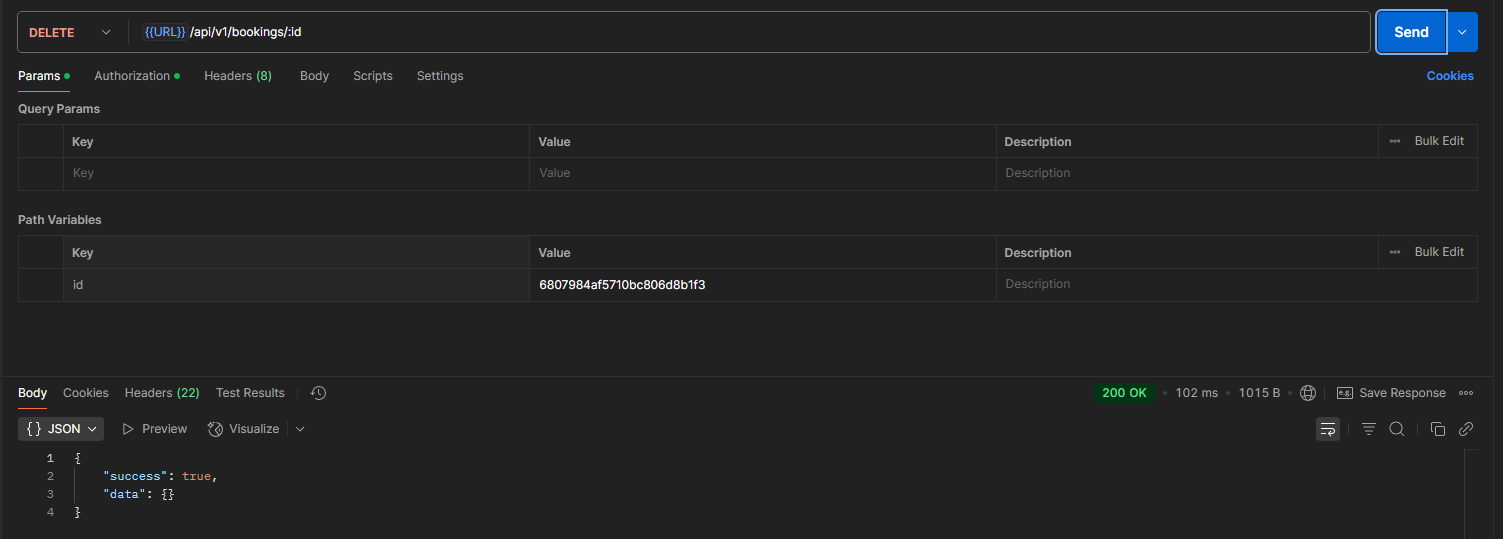 DELETE {{URL}} /api/v1/bookings/:id Send
Params Authorization Headers (8) Body Scripts Settings Cookies
Query Params
Key Value Description Bulk Edit
Key Value Description
Path Variables
Key Value Description Bulk Edit
id 6807984af5710bc806d8b1f3 Description
Body Cookies Headers (22) Test Results 200 OK 102 ms 1015 B e.g. Save Response
{} JSON Preview Visualize
1 {
2 "success": true,
3 "data": {}
4 }